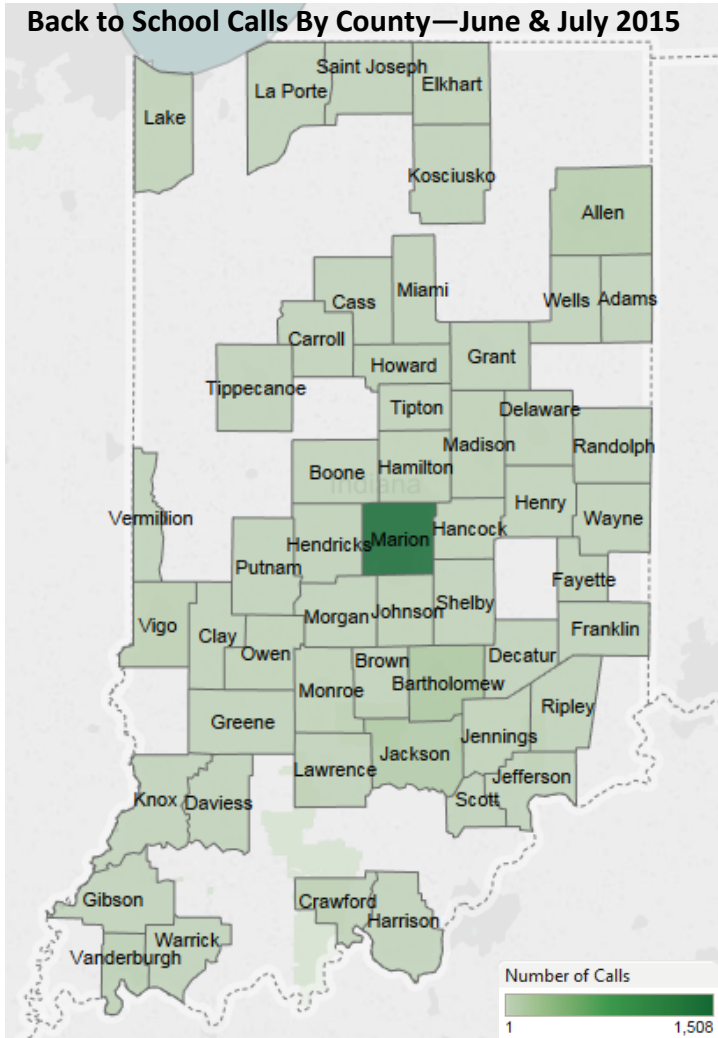 Back to School Calls By County—June & July 2015
Saint Joseph
Elkhart
La Porte
Lake
Kosciusko
Allen
Miami
Wells
Adams
Cass
Carroll
Grant
Howard
Tippecanoe
Tipton
Delaware
Madison
Randolph
Hamilton
Boone
Indiana
Henry
Vermillion
Wayne
Hancock
Marion
Hendricks
Putnam
Fayette
Shelby
Johnson
Morgan
Vigo
Franklin
Clay
Owen
Decatur
Brown
Bartholomew
Monroe
Ripley
Greene
Jennings
Jackson
Lawrence
Jefferson
Knox
Daviess
Scott
Gibson
Crawford
Harrison
Warrick
Vanderburgh
Number of Calls
1
1,508